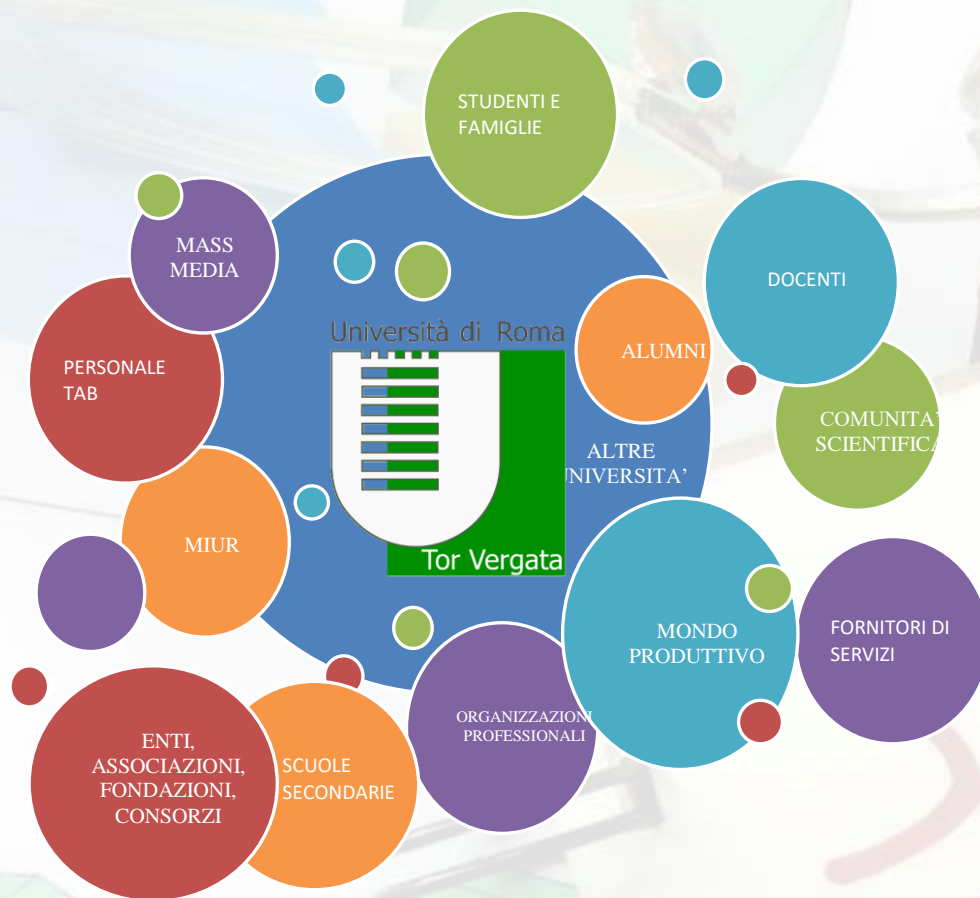 STUDENTI E
FAMIGLIE
MASS
MEDIA
DOCENTI
Università di Roma
ALUMNI
PERSONALE
TAB
COMUNITA'
SCIENTIFICA
ALTRE
UNIVERSITA’
MIUR
Tor Vergata
MONDO
PRODUTTIVO
FORNITORI DI
SERVIZI
ORGANIZZAZIONI
PROFESSIONALI
ENTI,
ASSOCIAZIONI,
FONDAZIONI,
CONSORZI
SCUOLE
SECONDARIE